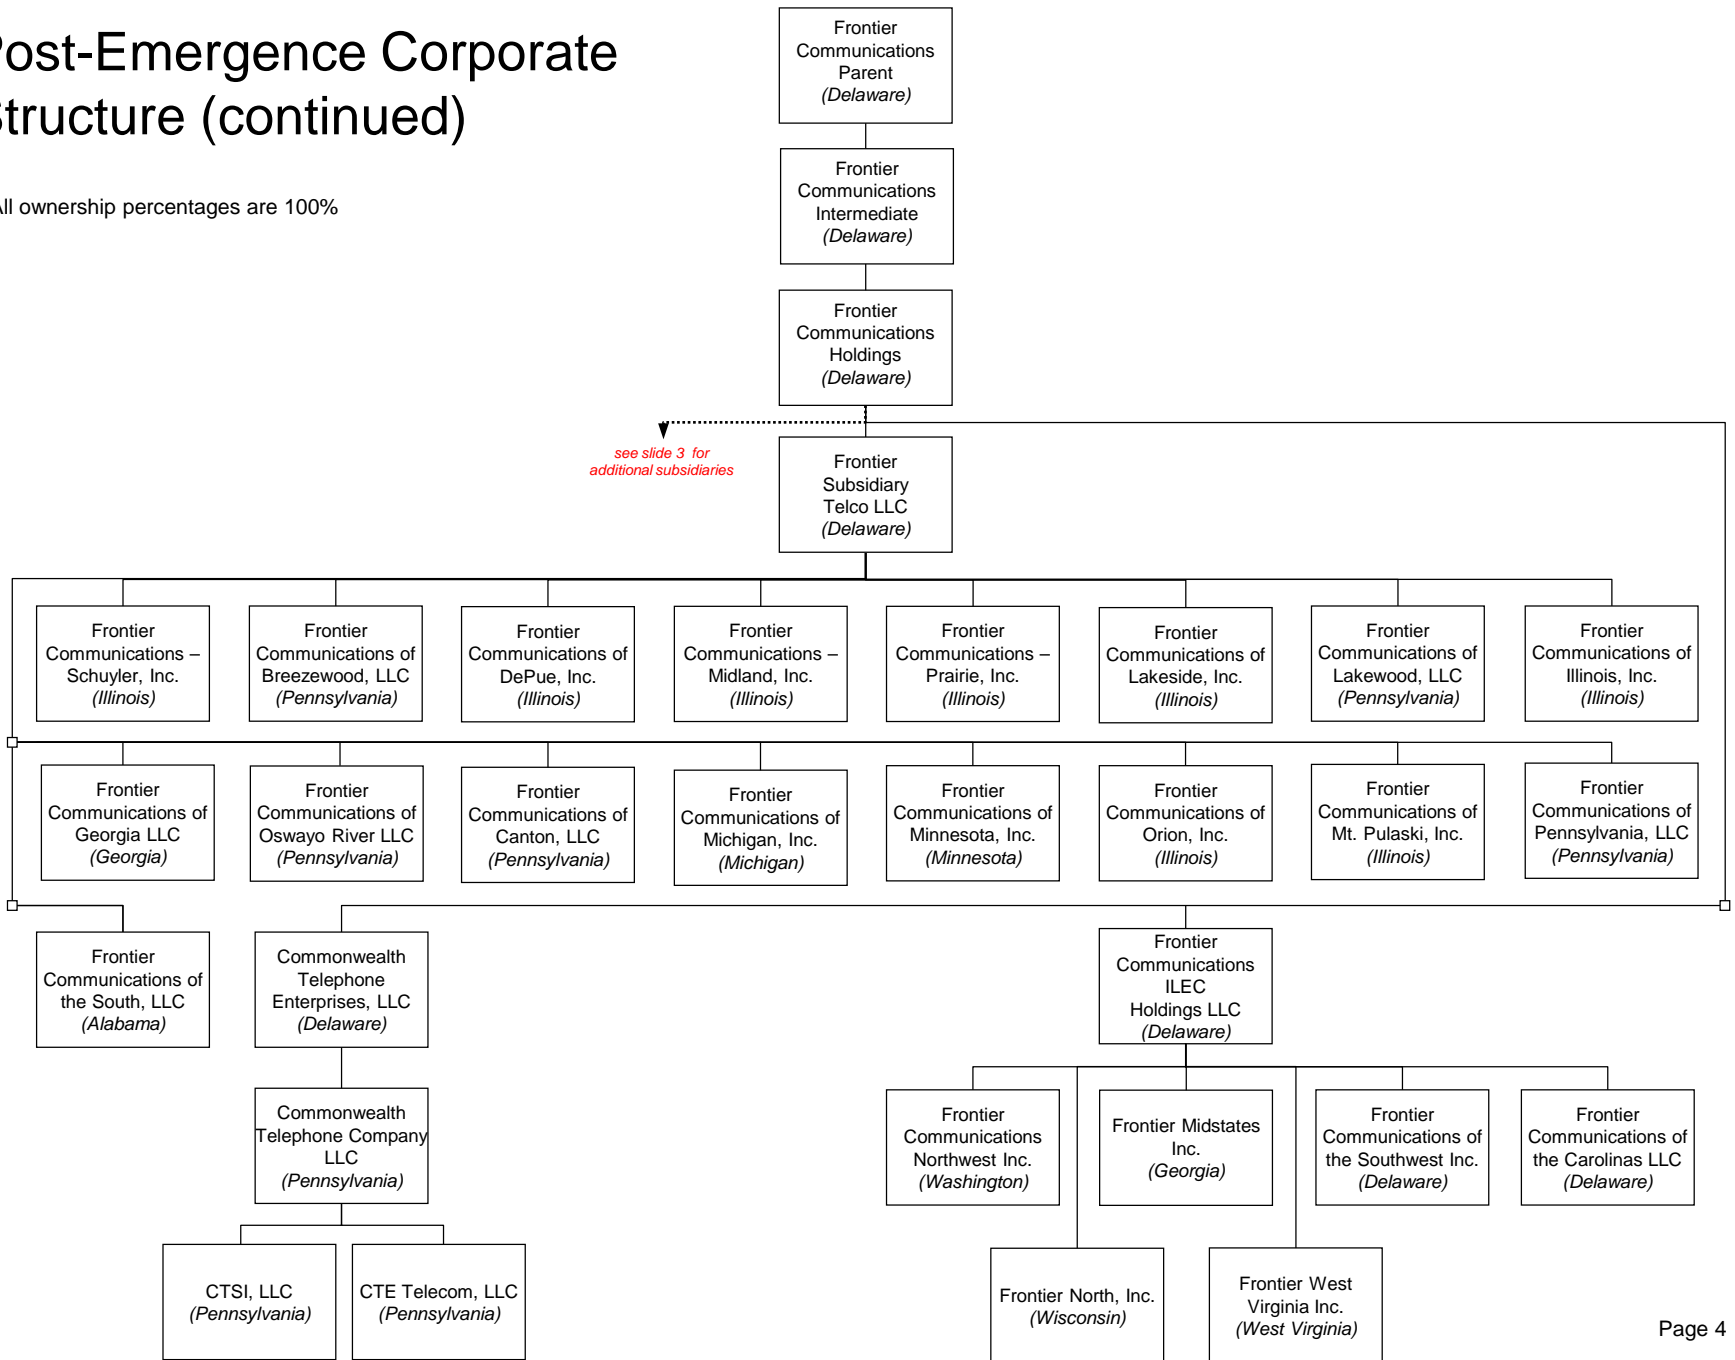 Post-Emergence Corporate
Structure (continued)
All ownership percentages are 100%
Frontier
Communications
Parent
(Delaware)
Frontier
Communications
Intermediate
(Delaware)
Frontier
Communications
Holdings
(Delaware)
see slide 3 for
additional subsidiaries
Frontier
Subsidiary
Telco LLC
(Delaware)
Frontier
Communications –
Schuyler, Inc.
(Illinois)
Frontier
Communications of
Breezewood, LLC
(Pennsylvania)
Frontier
Communications of
DePue, Inc.
(Illinois)
Frontier
Communications –
Midland, Inc.
(Illinois)
Frontier
Communications –
Prairie, Inc.
(Illinois)
Frontier
Communications of
Lakeside, Inc.
(Illinois)
Frontier
Communications of
Lakewood, LLC
(Pennsylvania)
Frontier
Communications of
Illinois, Inc.
(Illinois)
Frontier
Communications of
Georgia LLC
(Georgia)
Frontier
Communications of
Oswayo River LLC
(Pennsylvania)
Frontier
Communications of
Canton, LLC
(Pennsylvania)
Frontier
Communications of
Michigan, Inc.
(Michigan)
Frontier
Communications of
Minnesota, Inc.
(Minnesota)
Frontier
Communications of
Orion, Inc.
(Illinois)
Frontier
Communications of
Mt. Pulaski, Inc.
(Illinois)
Frontier
Communications of
Pennsylvania, LLC
(Pennsylvania)
Frontier
Communications of
the South, LLC
(Alabama)
Commonwealth
Telephone
Enterprises, LLC
(Delaware)
Frontier
Communications
ILEC
Holdings LLC
(Delaware)
Commonwealth
Telephone Company
LLC
(Pennsylvania)
Frontier
Communications
Northwest Inc.
(Washington)
Frontier Midstates
Inc.
(Georgia)
Frontier
Communications of
the Southwest Inc.
(Delaware)
Frontier
Communications of
the Carolinas LLC
(Delaware)
CTSI, LLC
(Pennsylvania)
CTE Telecom, LLC
(Pennsylvania)
Frontier North, Inc.
(Wisconsin)
Frontier West
Virginia Inc.
(West Virginia)
Page 4